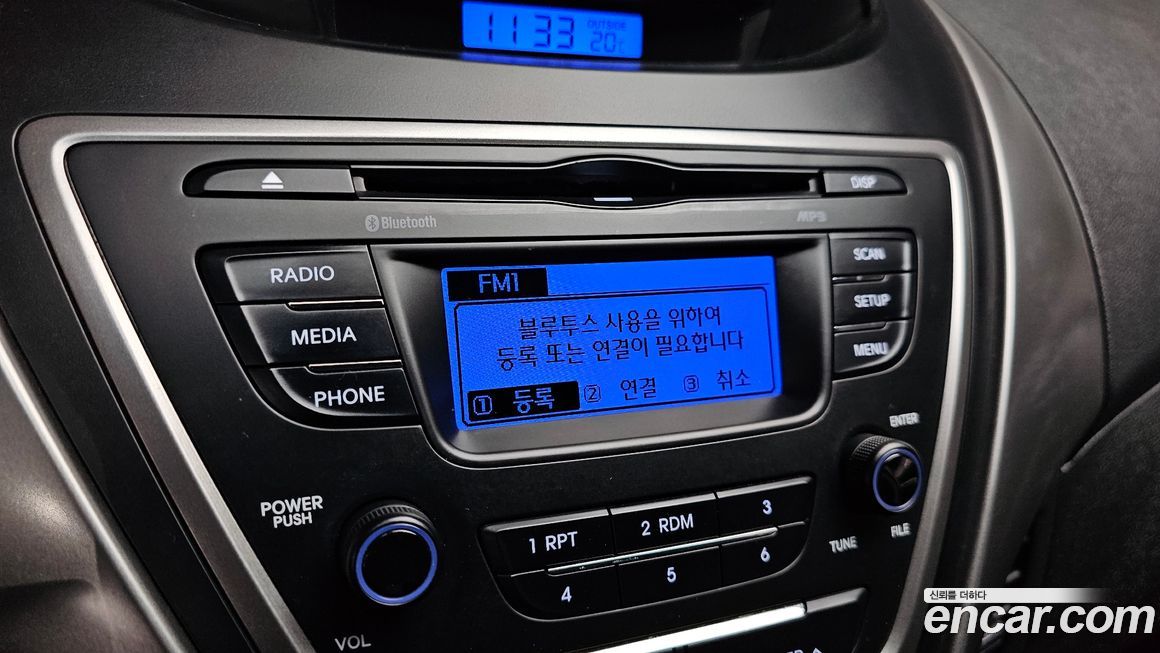 11 33 OUTSIDE 20℃
DISP
Bluetooth MP3
RADIO
MEDIA
PHONE
FM1
블루투스 사용을 위하여
등록 또는 연결이 필요합니다
1 등록 2 연결 3 취소
SCAN
SETUP
MENU
ENTER
POWER
PUSH
1 RPT 2 RDM 3
4 5 6
TUNE FILE
VOL
신뢰를 더하다
encar.com